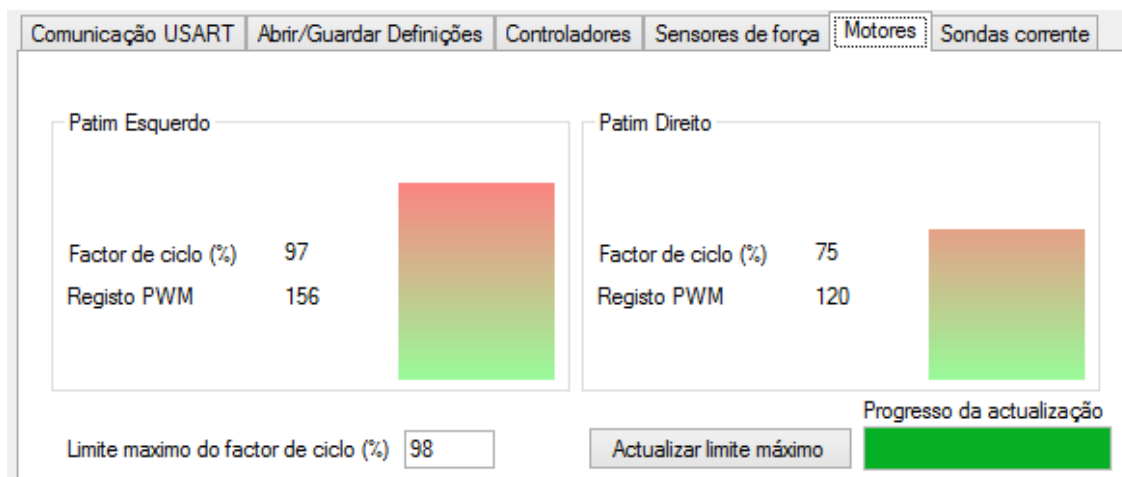 Comunicação USART Abrir/Guardar Definições Controladores Sensores de força Motores Sondas corrente
Patim Esquerdo
Factor de ciclo (%) 97
Registo PWM 156
Patim Direito
Factor de ciclo (%) 75
Registo PWM 120
Limite maximo do factor de ciclo (%) 98
Actualizar limite máximo
Progresso da actualização